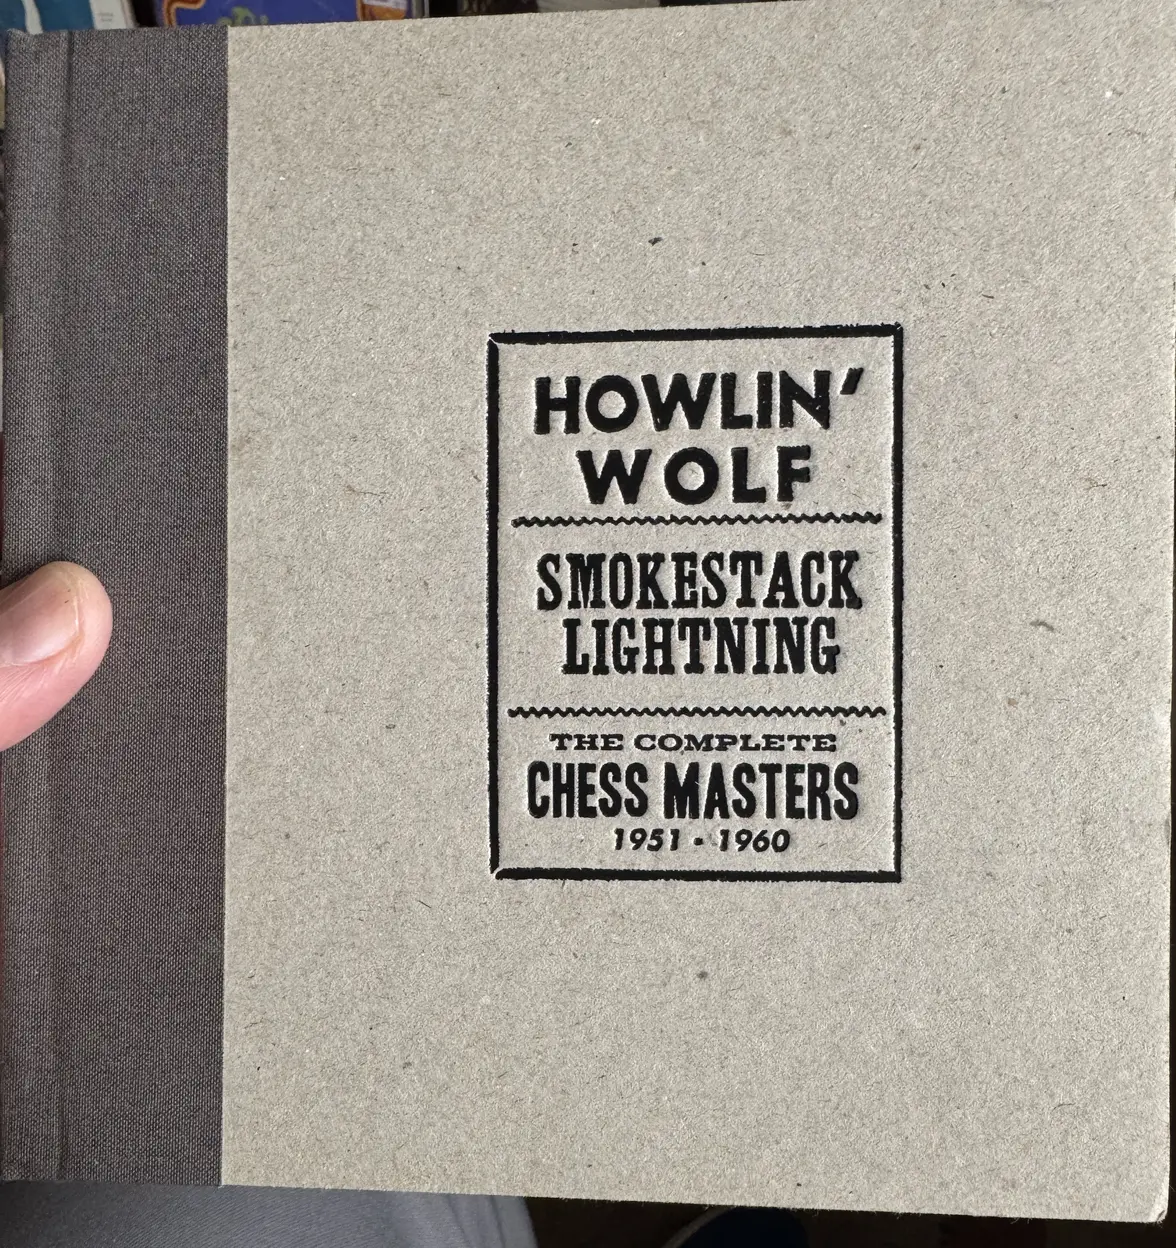 HOWLIN'
WOLF
SMOKESTACK
LIGHTNING
THE COMPLETE
CHESS MASTERS
1951 • 1960